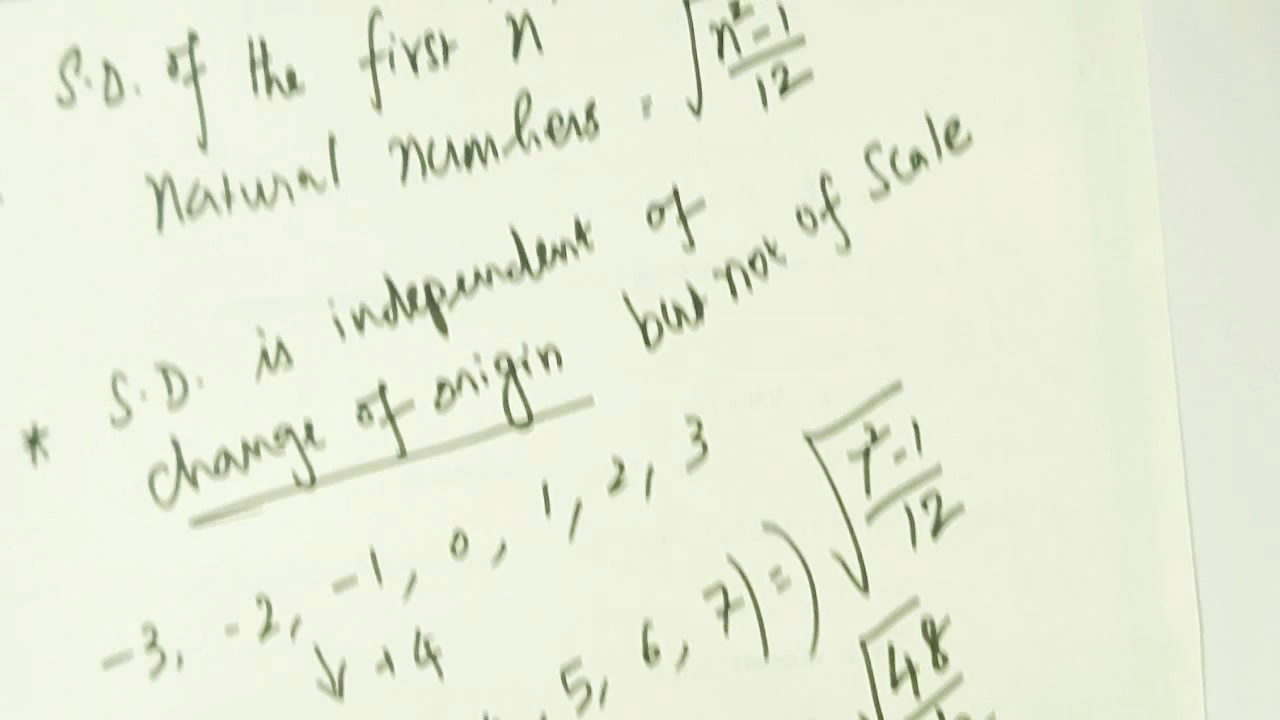 S.D. of the first n
natural numbers = √(n²-1)/12
* S.D. is independent of
change of origin but not of scale
-3, -2, -1, 0, 1, 2, 3
↓ +4
5, 6, 7) => √(7²-1)/12
√48